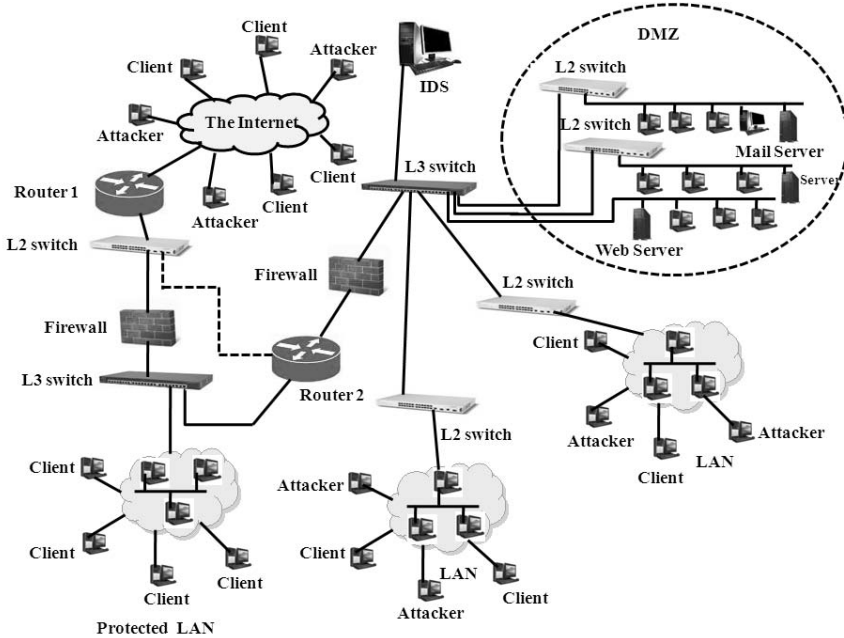 Client
DMZ
Client
Attacker
L2 switch
IDS
Attacker
The Internet
L2 switch
Mail Server
Client
L3 switch
Router 1
Server
Attacker
Client
L2 switch
Web Server
Firewall
L2 switch
Firewall
Client
L3 switch
Router 2
L2 switch
Attacker
Attacker
Client
LAN
Client
Attacker
Client
Client
LAN
Client
Client
Attacker
Client
Protected LAN